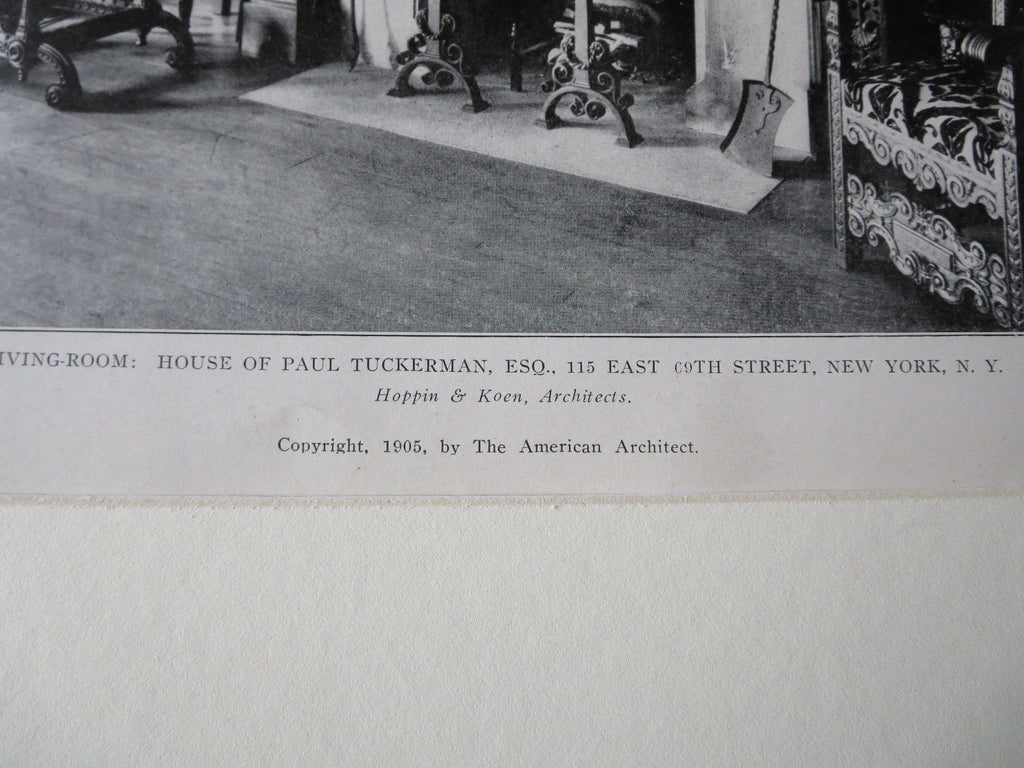 IVING-ROOM: HOUSE OF PAUL TUCKERMAN, ESQ., 115 EAST 69TH STREET, NEW YORK, N. Y.
Hoppin & Koen, Architects.
Copyright, 1905, by The American Architect.